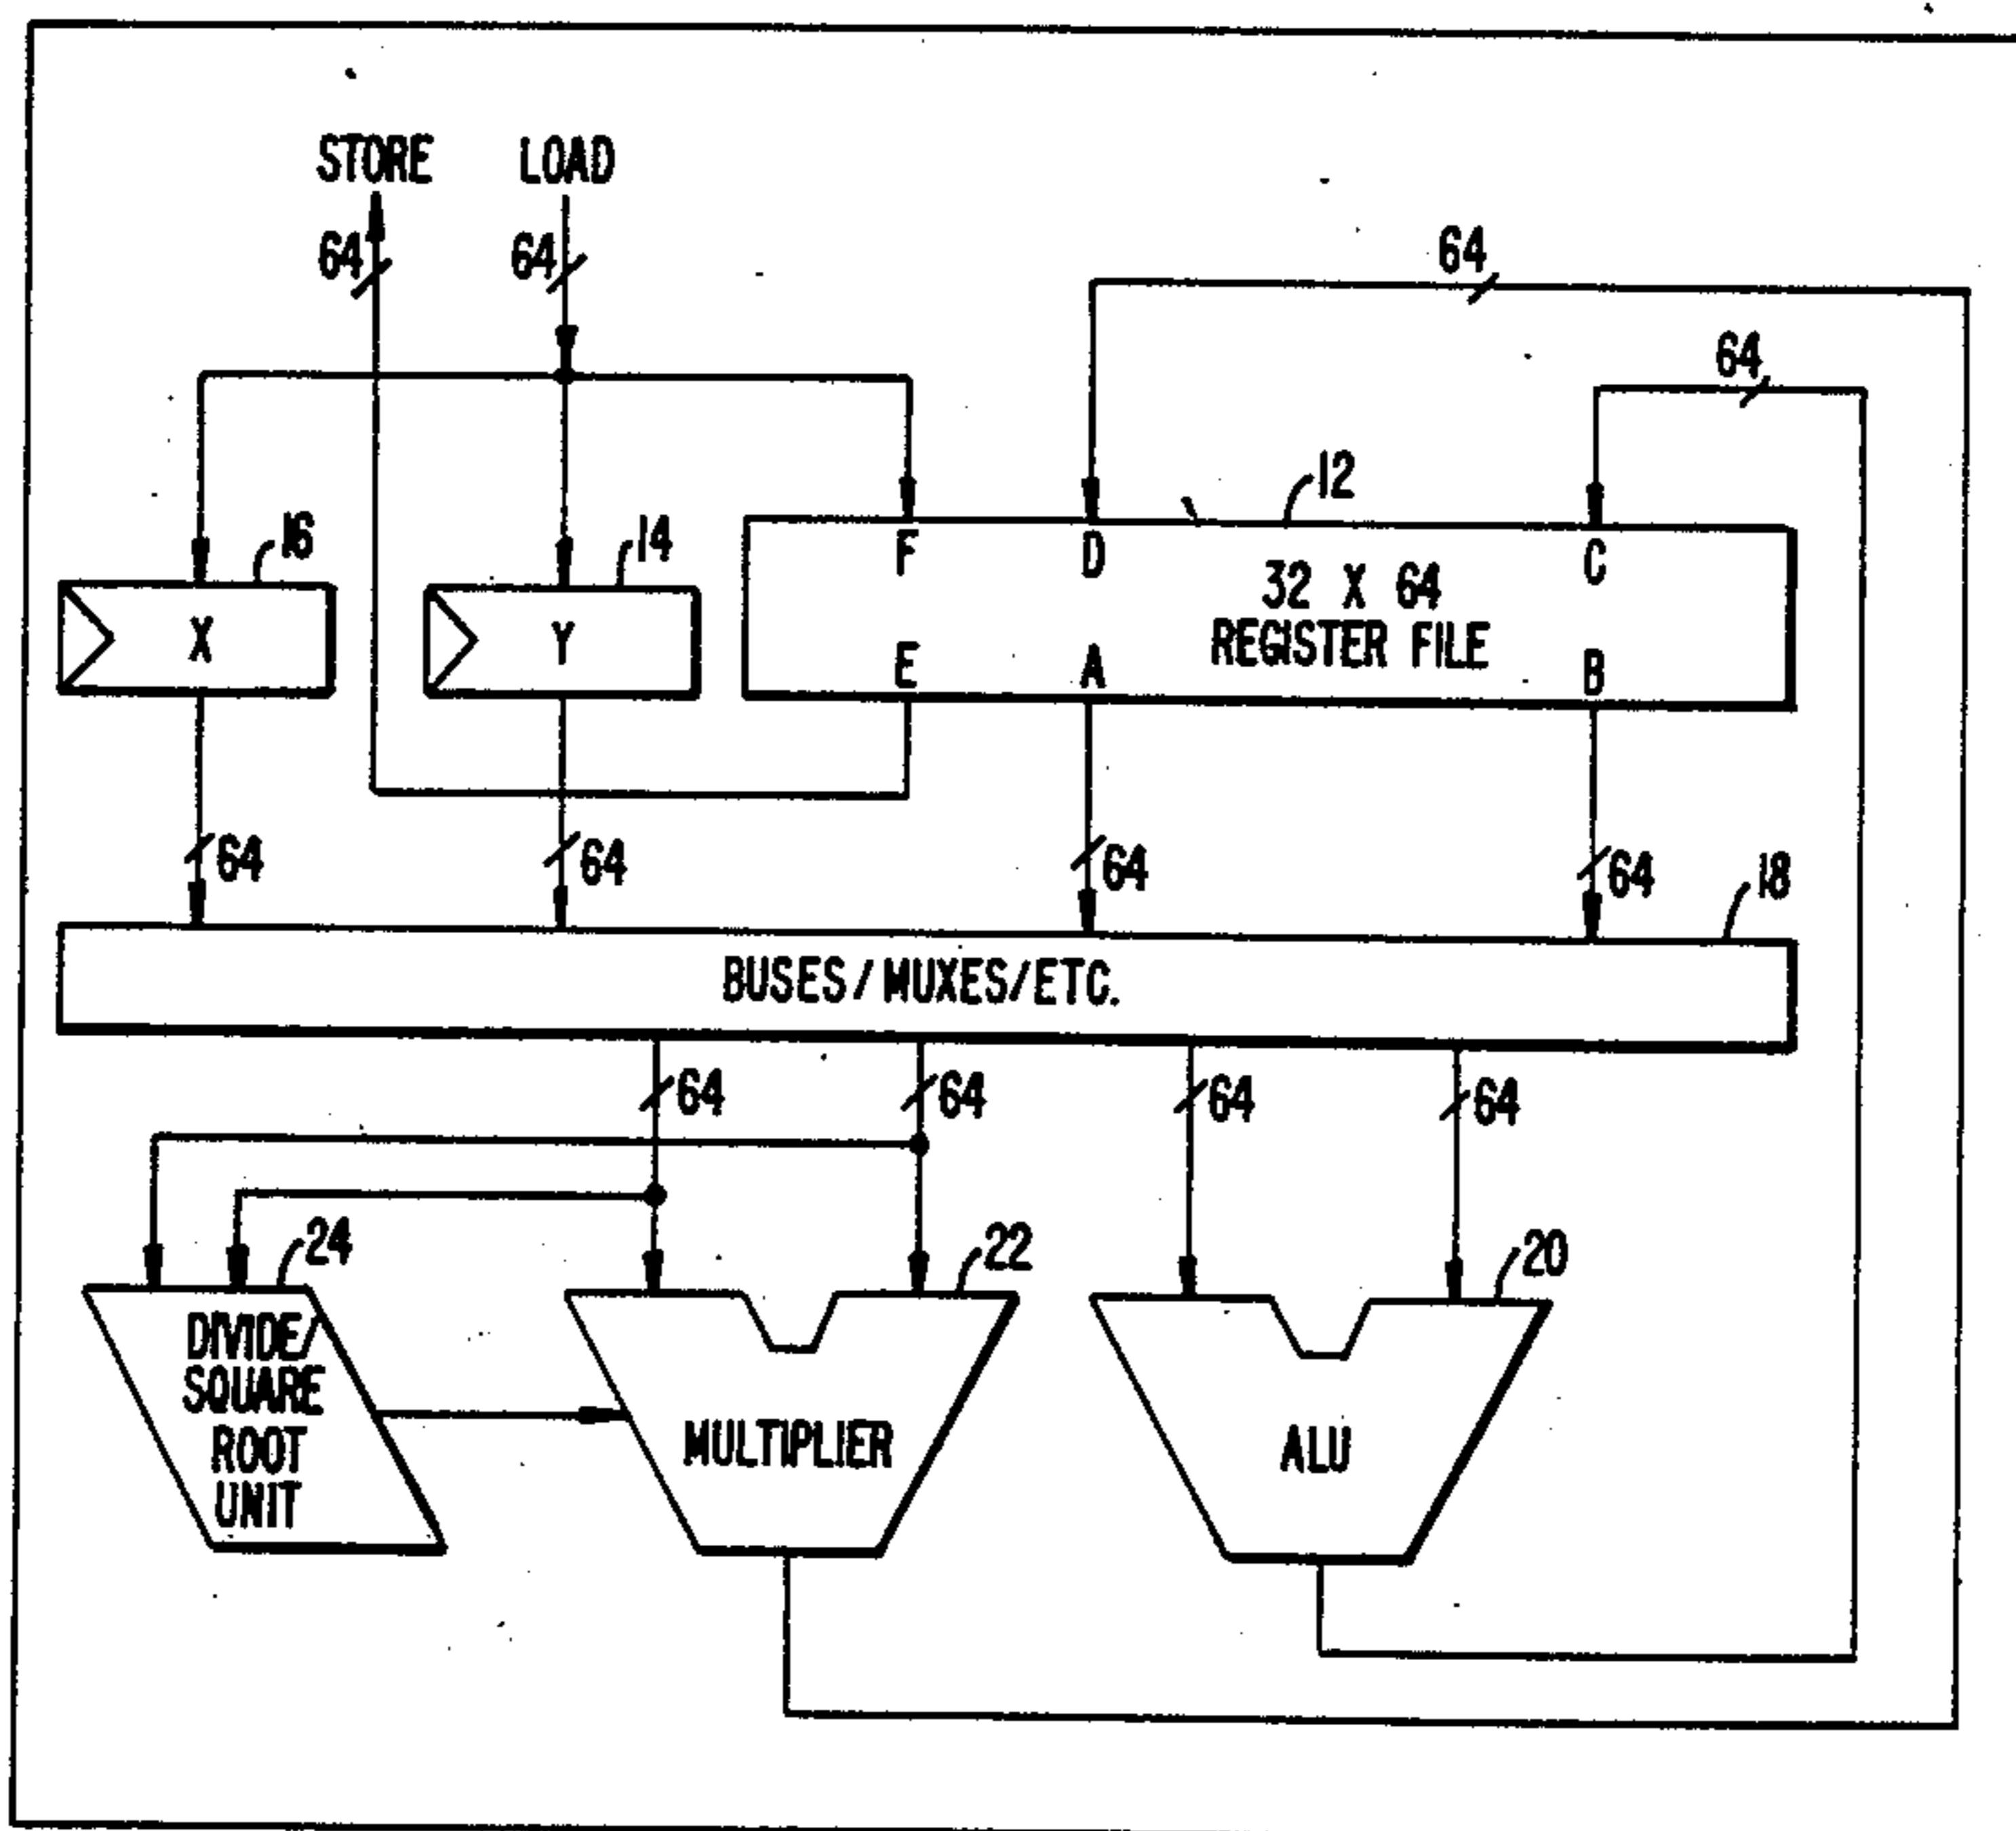 STORE
LOAD
64
64
64
64
12
16
14
X
Y
F
D
C
32 X 64
REGISTER FILE
E
A
B
64
64
64
64
18
BUSES/MUXES/ETC.
64
64
64
64
24
22
20
DIVIDE/
SQUARE
ROOT
UNIT
MULTIPLIER
ALU